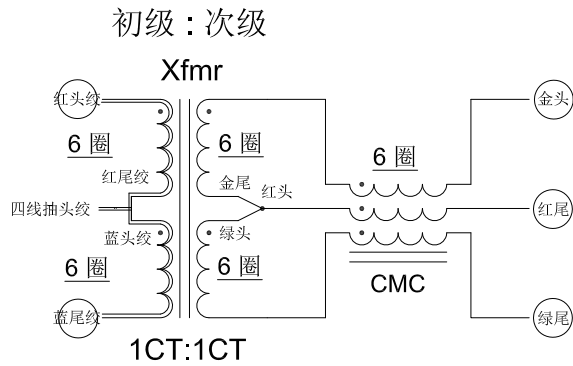 初级 : 次级
Xfmr
红头绞
金头
6 圈
6 圈
6 圈
红尾绞
金尾
红头
四线抽头绞
红尾
蓝头绞
绿头
6 圈
6 圈
CMC
蓝尾绞
绿尾
1CT:1CT